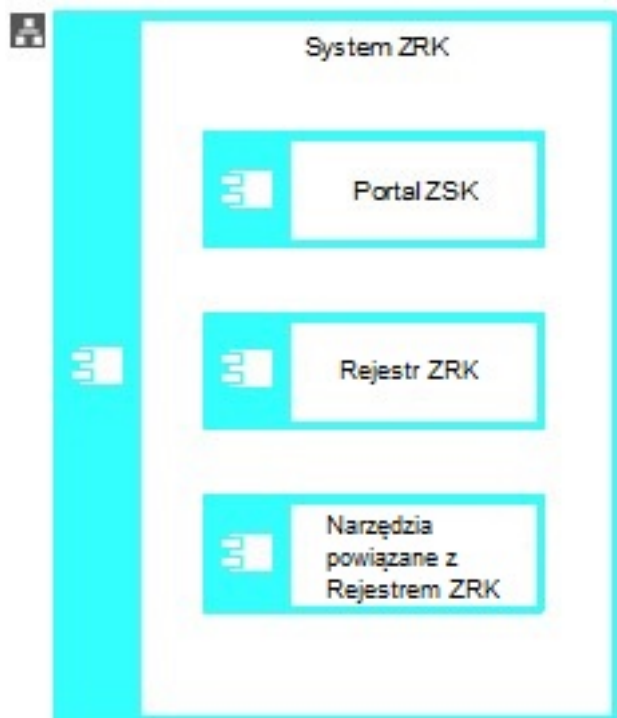 System ZRK
Portal ZSK
Rejestr ZRK
Narzędzia
powiązane z
Rejestrem ZRK